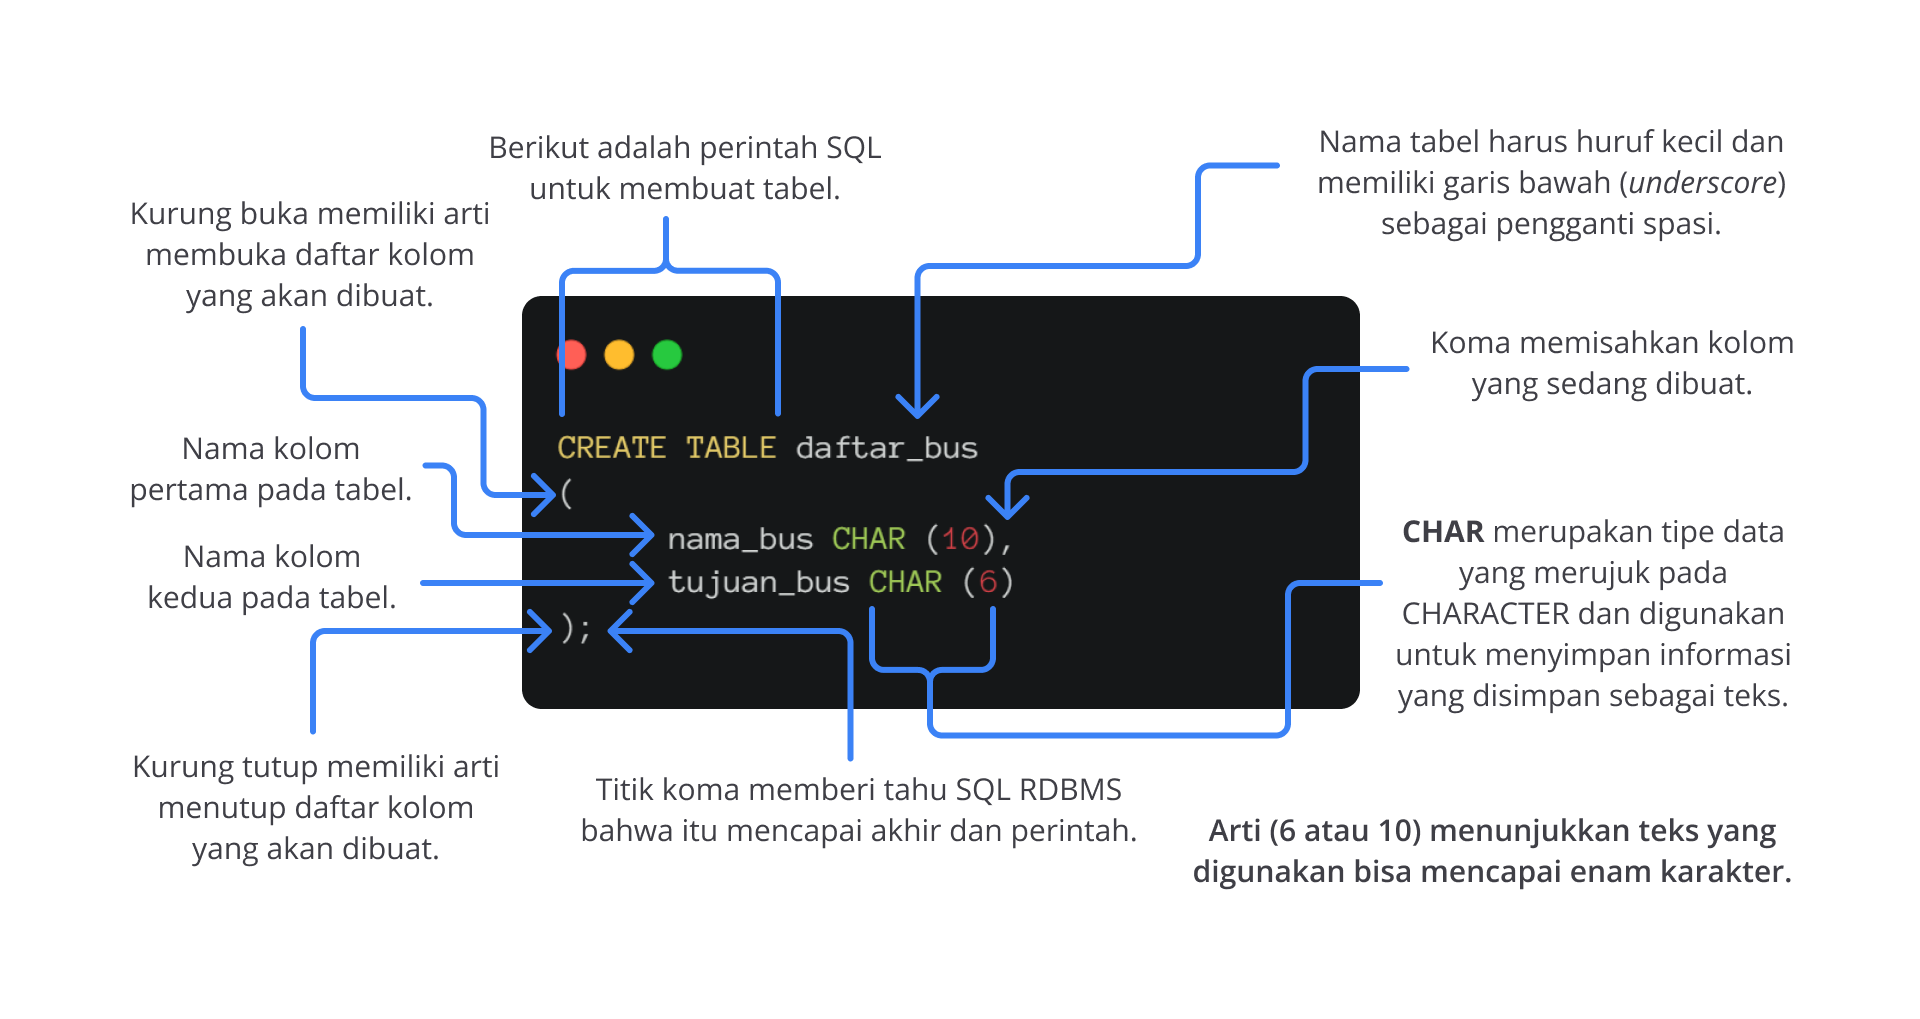 Berikut adalah perintah SQL
untuk membuat tabel.
Nama tabel harus huruf kecil dan
memiliki garis bawah (underscore)
sebagai pengganti spasi.
Kurung buka memiliki arti
membuka daftar kolom
yang akan dibuat.
Koma memisahkan kolom
yang sedang dibuat.
Nama kolom
pertama pada tabel.
Nama kolom
kedua pada tabel.
CREATE TABLE daftar_bus
(
nama_bus CHAR (10),
tujuan_bus CHAR (6)
);
CHAR merupakan tipe data
yang merujuk pada
CHARACTER dan digunakan
untuk menyimpan informasi
yang disimpan sebagai teks.
Kurung tutup memiliki arti
menutup daftar kolom
yang akan dibuat.
Titik koma memberi tahu SQL RDBMS
bahwa itu mencapai akhir dan perintah.
Arti (6 atau 10) menunjukkan teks yang
digunakan bisa mencapai enam karakter.